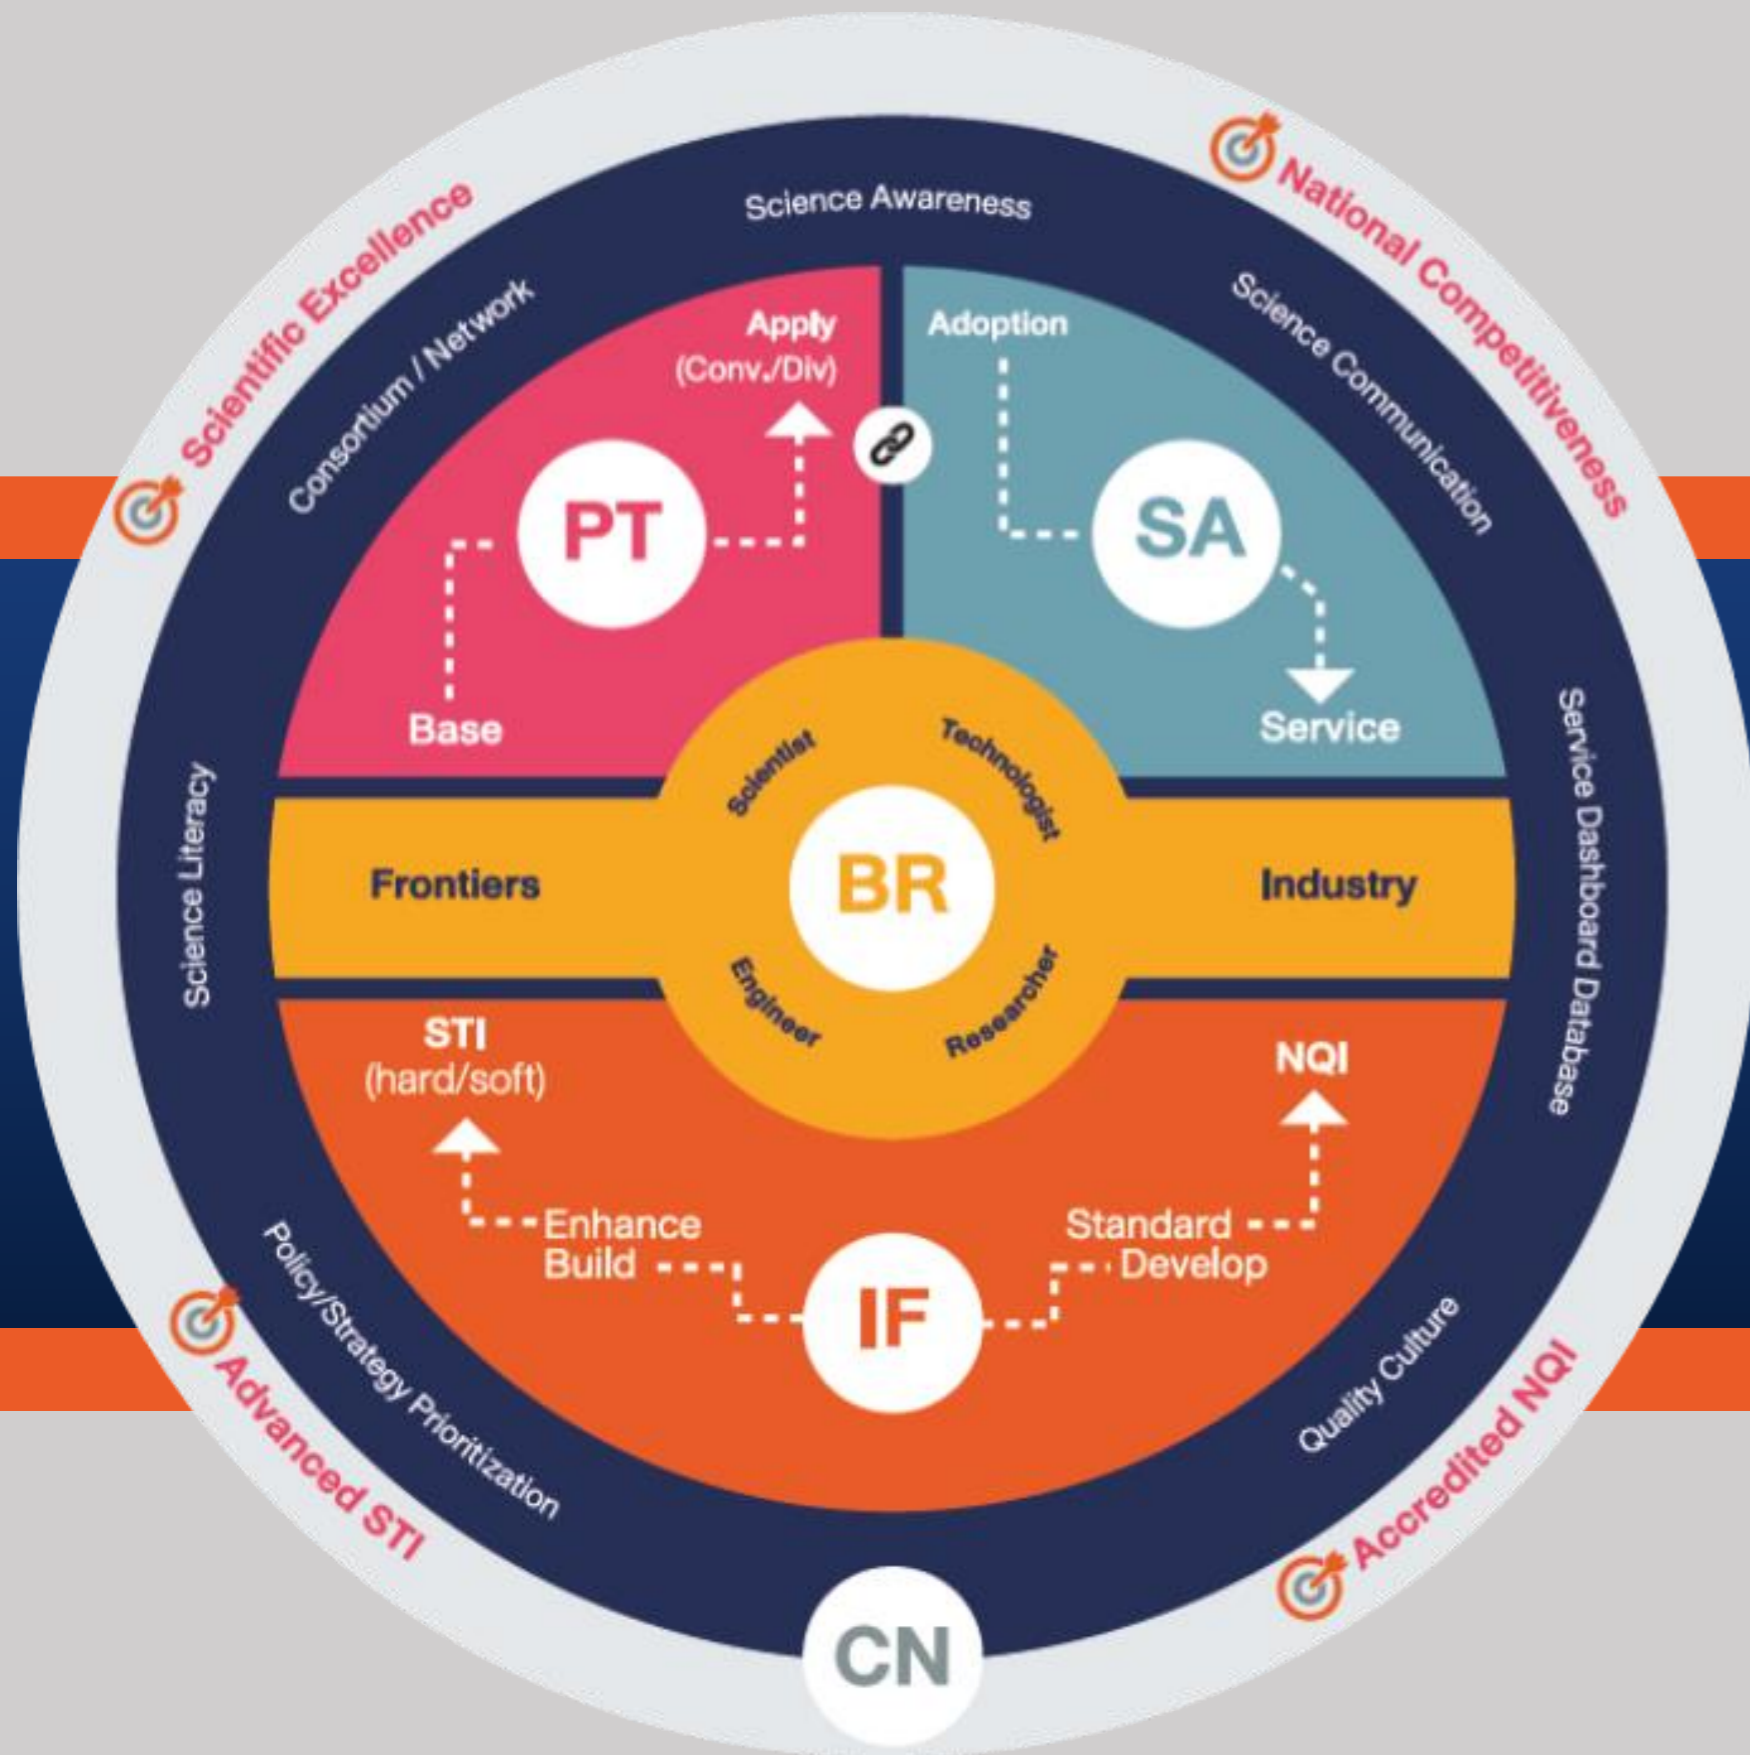 Scientific Excellence
National Competitiveness
Science Awareness
Consortium / Network
Science Communication
Apply
(Conv./Div)
Adoption
PT
SA
Base
Service
Science Literacy
Service Dashboard Database
Scientist
Technologist
Frontiers
BR
Industry
Engineer
Researcher
STI
(hard/soft)
NQI
Enhance
Build
Standard
Develop
IF
Policy/Strategy Prioritization
Quality Culture
Advanced STI
Accredited NQI
CN